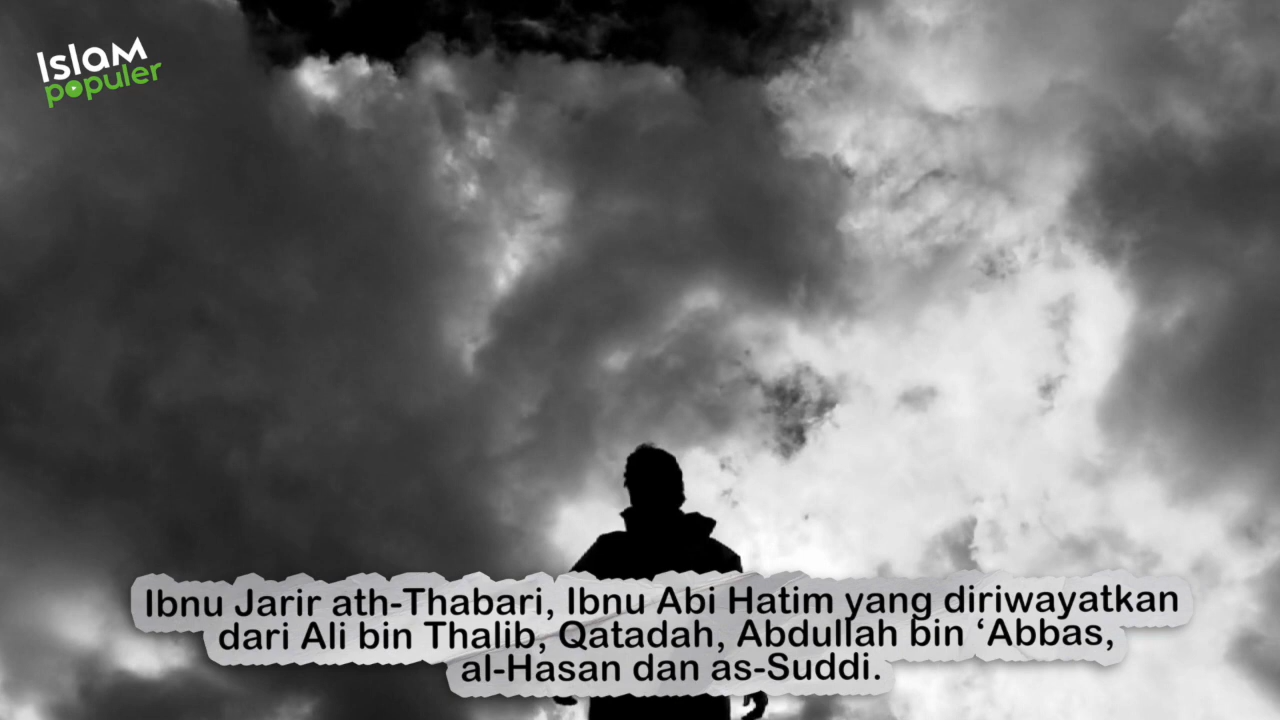 Islam
populer
Ibnu Jarir ath-Thabari, Ibnu Abi Hatim yang diriwayatkan
dari Ali bin Thalib, Qatadah, Abdullah bin ‘Abbas,
al-Hasan dan as-Suddi.